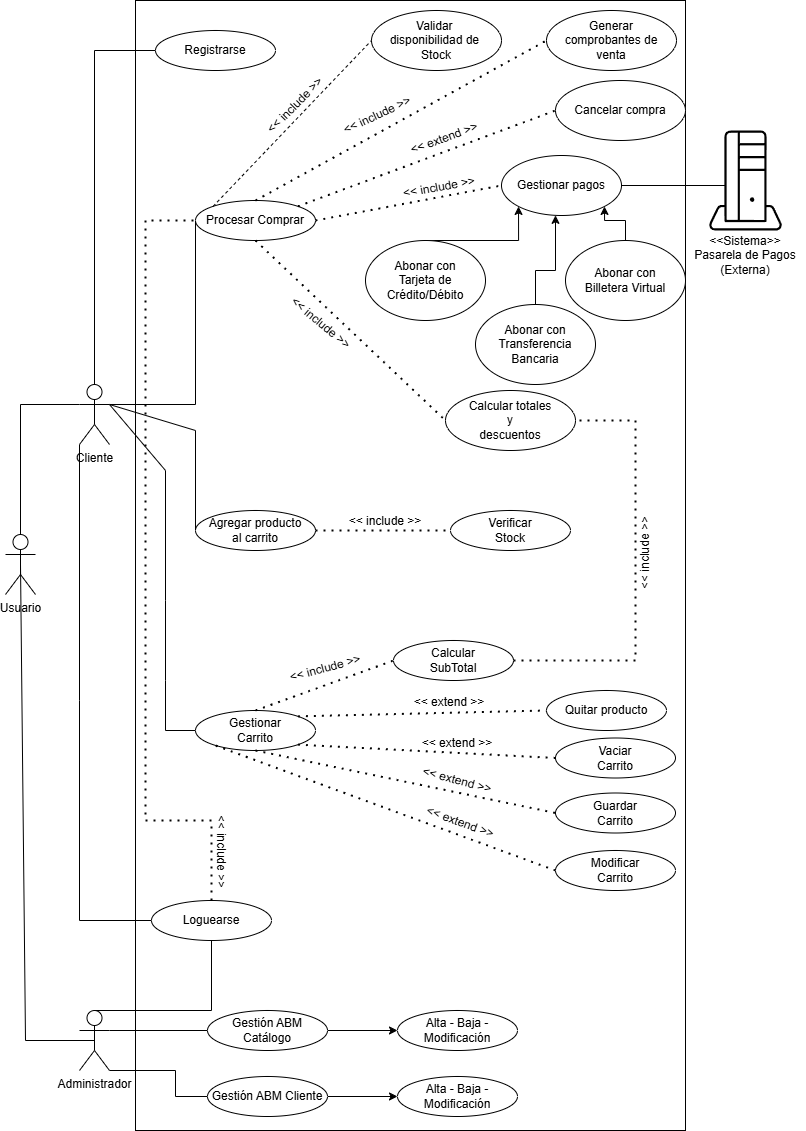 Registrarse
Validar
disponibilidad de
Stock
Generar
comprobantes de
venta
<< include >>
<< include >>
Cancelar compra
<< extend >>
Gestionar pagos
<< include >>
Procesar Comprar
<<Sistema>>
Pasarela de Pagos
(Externa)
Abonar con
Tarjeta de
Crédito/Débito
Abonar con
Billetera Virtual
Abonar con
Transferencia
Bancaria
<< include >>
Calcular totales
y
descuentos
Cliente
Agregar producto
al carrito
<< include >>
Verificar
Stock
<< include >>
Usuario
Calcular
SubTotal
<< include >>
Gestionar
Carrito
<< extend >>
Quitar producto
<< extend >>
Vaciar
Carrito
<< extend >>
Guardar
Carrito
<< extend >>
Modificar
Carrito
<< include >>
Loguearse
Gestión ABM
Catálogo
Alta - Baja -
Modificación
Administrador
Gestión ABM Cliente
Alta - Baja -
Modificación